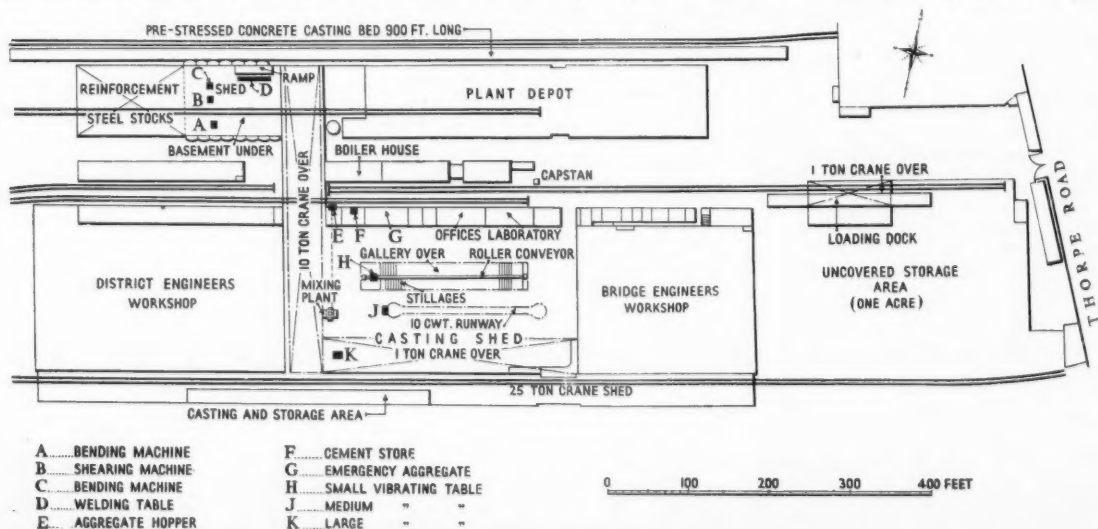 PRE-STRESSED CONCRETE CASTING BED 900 FT. LONG
REINFORCEMENT
STEEL STOCKS
C
SHED
B
D
A
RAMP
BASEMENT UNDER
PLANT DEPOT
BOILER HOUSE
CAPSTAN
10 TON CRANE OVER
1 TON CRANE OVER
LOADING DOCK
THORPE ROAD
E
F
G
OFFICES
LABORATORY
GALLERY OVER
ROLLER CONVEYOR
H
STILLAGES
MIXING
PLANT
J
10 CWT. RUNWAY
CASTING SHED
1 TON CRANE OVER
K
DISTRICT ENGINEERS
WORKSHOP
BRIDGE ENGINEERS
WORKSHOP
UNCOVERED STORAGE
AREA
(ONE ACRE)
25 TON CRANE SHED
CASTING AND STORAGE AREA
A BENDING MACHINE
B SHEARING MACHINE
C BENDING MACHINE
D WELDING TABLE
E AGGREGATE HOPPER
F CEMENT STORE
G EMERGENCY AGGREGATE
H SMALL VIBRATING TABLE
J MEDIUM " "
K LARGE " "
0 100 200 300 400 FEET